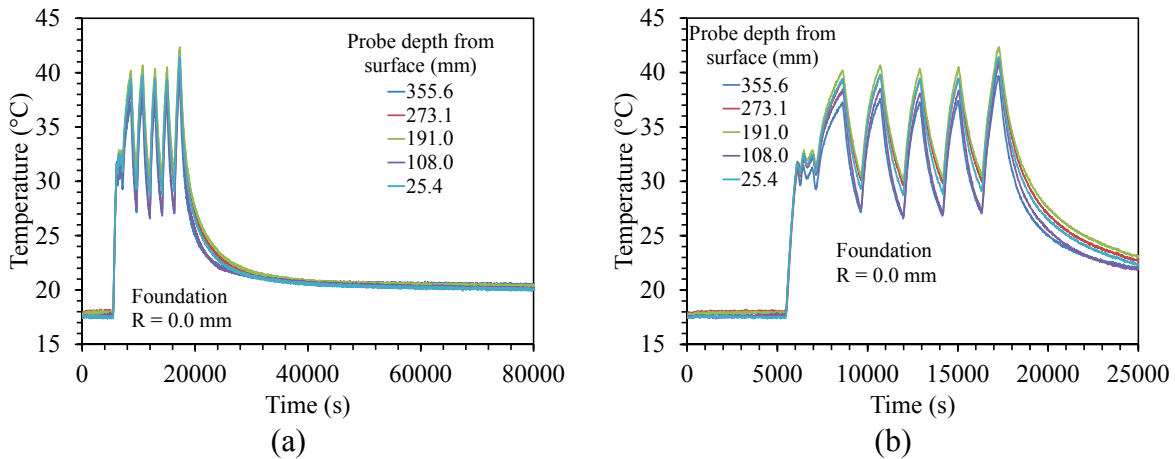 45
40
35
30
25
20
15
Temperature (°C)
Probe depth from
surface (mm)
355.6
273.1
191.0
108.0
25.4
Foundation
R = 0.0 mm
0
20000
40000
60000
80000
Time (s)
(a)
45
40
35
30
25
20
15
Temperature (°C)
Probe depth from
surface (mm)
355.6
273.1
191.0
108.0
25.4
Foundation
R = 0.0 mm
0
5000
10000
15000
20000
25000
Time (s)
(b)